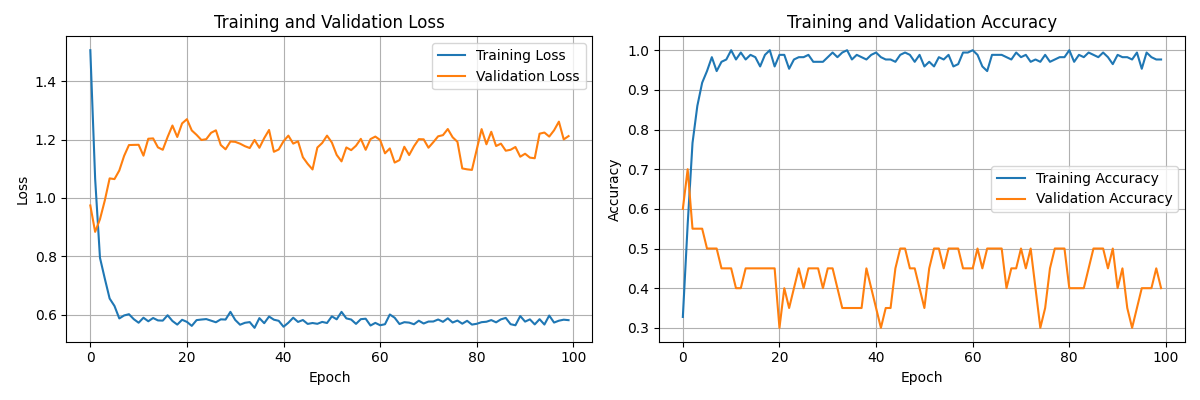 Training and Validation Loss
Training Loss
Validation Loss
1.4
1.2
1.0
0.8
0.6
Loss
0
20
40
60
80
100
Epoch
Training and Validation Accuracy
1.0
0.9
0.8
0.7
0.6
0.5
0.4
0.3
Accuracy
Training Accuracy
Validation Accuracy
0
20
40
60
80
100
Epoch